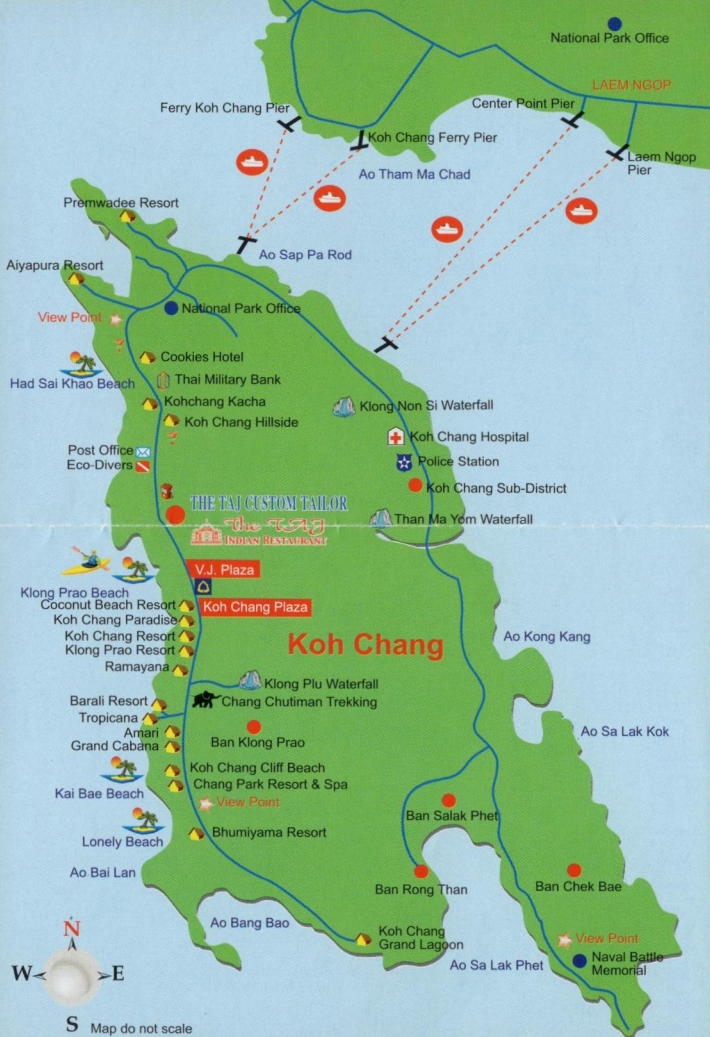 National Park Office
LAEM NGOP
Ferry Koh Chang Pier
Center Point Pier
Koh Chang Ferry Pier
Laem Ngop
Pier
Ao Tham Ma Chad
Premwadee Resort
Ao Sap Pa Rod
Aiyapura Resort
National Park Office
View Point
Cookies Hotel
Had Sai Khao Beach
Thai Military Bank
Kohchang Kacha
Klong Non Si Waterfall
Koh Chang Hillside
Koh Chang Hospital
Post Office
Eco-Divers
Police Station
Koh Chang Sub-District
THE TAJ CUSTOM TAILOR
The TAJ
INDIAN RESTAURANT
Than Ma Yom Waterfall
V.J. Plaza
Klong Prao Beach
Coconut Beach Resort
Koh Chang Plaza
Koh Chang Paradise
Koh Chang Resort
Klong Prao Resort
Ramayana
Koh Chang
Ao Kong Kang
Klong Plu Waterfall
Chang Chutiman Trekking
Barali Resort
Tropicana
Amari
Grand Cabana
Ban Klong Prao
Ao Sa Lak Kok
Koh Chang Cliff Beach
Chang Park Resort & Spa
Kai Bae Beach
View Point
Ban Salak Phet
Bhumiyama Resort
Lonely Beach
Ao Bai Lan
Ban Rong Than
Ban Chek Bae
Ao Bang Bao
Koh Chang
Grand Lagoon
View Point
Naval Battle
Memorial
Ao Sa Lak Phet
N
W E
S
Map do not scale